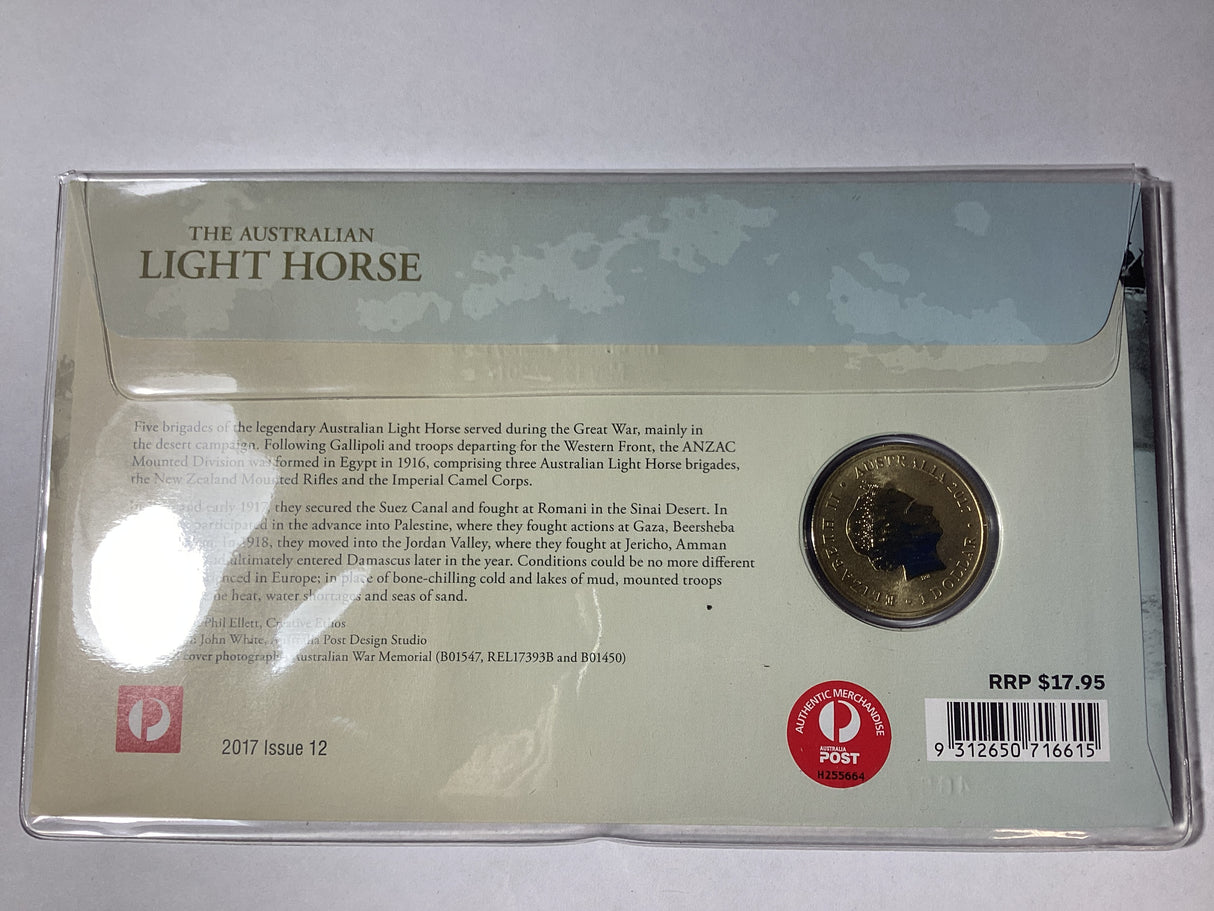 THE AUSTRALIAN
LIGHT HORSE
Five brigades of the legendary Australian Light Horse served during the Great War, mainly in
the desert campaign. Following Gallipoli and troops departing for the Western Front, the ANZAC
Mounted Division was formed in Egypt in 1916, comprising three Australian Light Horse brigades,
the New Zealand Mounted Rifles and the Imperial Camel Corps.
and early 1917, they secured the Suez Canal and fought at Romani in the Sinai Desert. In
participated in the advance into Palestine, where they fought actions at Gaza, Beersheba
In 1918, they moved into the Jordan Valley, where they fought at Jericho, Amman
ultimately entered Damascus later in the year. Conditions could be no more different
in Europe; in place of bone-chilling cold and lakes of mud, mounted troops
heat, water shortages and seas of sand.
Phil Ellett, Creative Ethos
John White, Australia Post Design Studio
cover photographs: Australian War Memorial (B01547, REL17393B and B01450)
2017 Issue 12
ELIZABETH II • AUSTRALIA 2017 • 1 DOLLAR •
RRP $17.95
AUTHENTIC MERCHANDISE
AUSTRALIA
POST
H255664
9 312650 716615